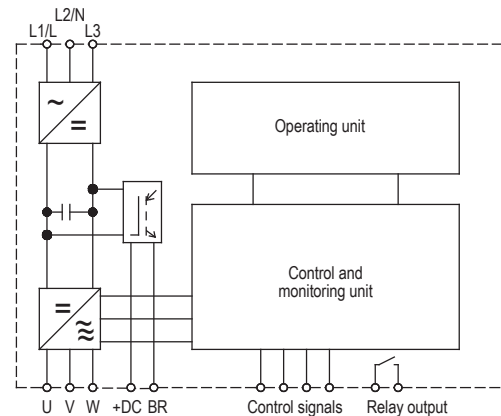 L2/N
L1/L L3
~
=
Operating unit
Control and
monitoring unit
=
≈
U V W +DC BR Control signals Relay output